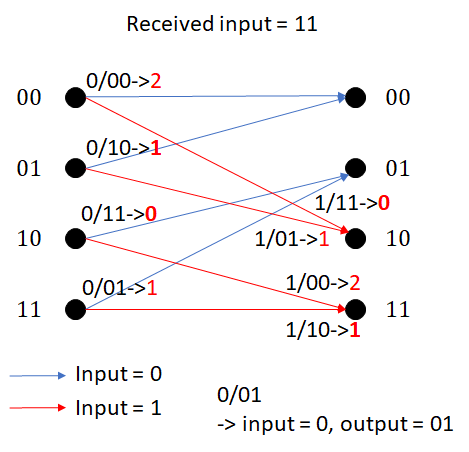 Received input = 11
0/00->2
00 00
0/10->1
01 01
1/11->0
0/11->0
10 1/01->1 10
0/01->1 1/00->2
11 11
1/10->1
Input = 0
0/01
Input = 1
-> input = 0, output = 01